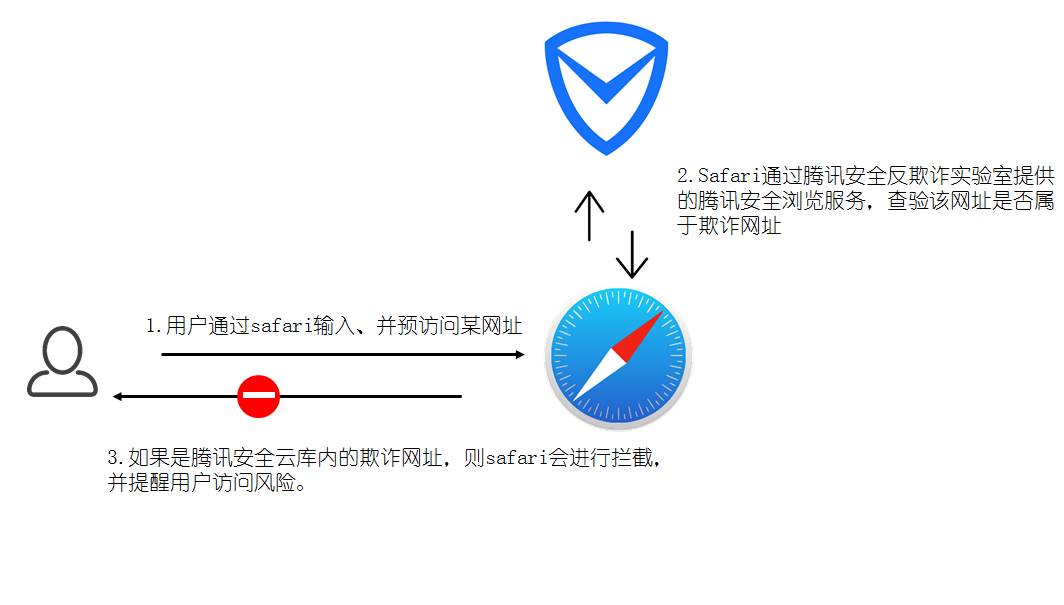 2.Safari通过腾讯安全反欺诈实验室提供
的腾讯安全浏览服务，查验该网址是否属
于欺诈网址
1.用户通过safari输入、并预访问某网址
3.如果是腾讯安全云库内的欺诈网址，则safari会进行拦截，
并提醒用户访问风险。